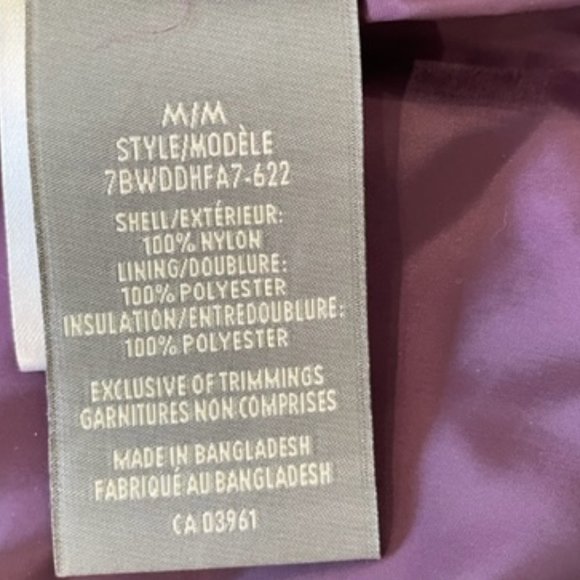 M/M
STYLE/MODÈLE
7BWDDHFA7-622
SHELL/EXTÉRIEUR:
100% NYLON
LINING/DOUBLURE:
100% POLYESTER
INSULATION/ENTREDOUBLURE:
100% POLYESTER
EXCLUSIVE OF TRIMMINGS
GARNITURES NON COMPRISES
MADE IN BANGLADESH
FABRIQUÉ AU BANGLADESH
CA 03961